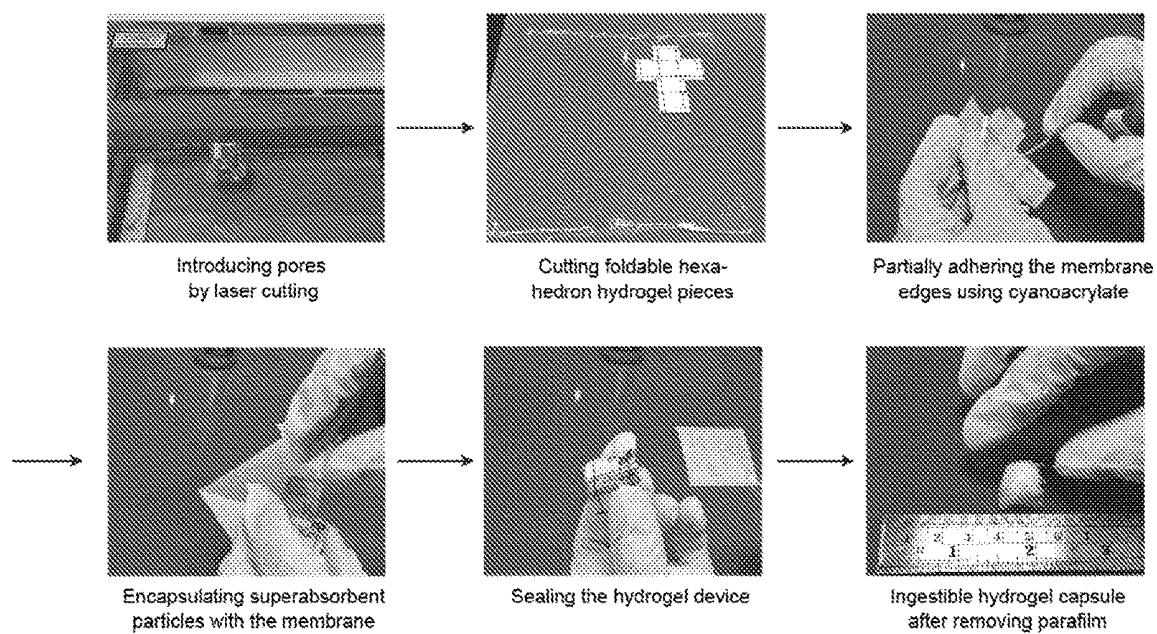 Introducing pores
by laser cutting
Cutting foldable hexa-
hedron hydrogel pieces
Partially adhering the membrane
edges using cyanoacrylate
Encapsulating superabsorbent
particles with the membrane
Sealing the hydrogel device
Ingestible hydrogel capsule
after removing parafilm